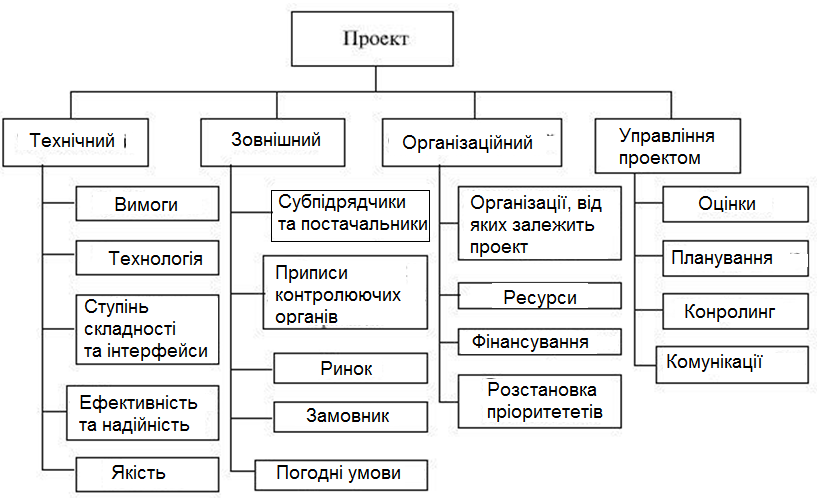 Проект
Технічний і
Вимоги
Технологія
Ступінь
складності
та інтерфейси
Ефективність
та надійність
Якість
Зовнішний
Субпідрядчики
та постачальники
Приписи
контролюючих
органів
Ринок
Замовник
Погодні умови
Організаційний
Організації, від
яких залежить
проект
Ресурси
Фінансування
Розстановка
пріоритететів
Управління
проектом
Оцінки
Планування
Конролинг
Комунікації